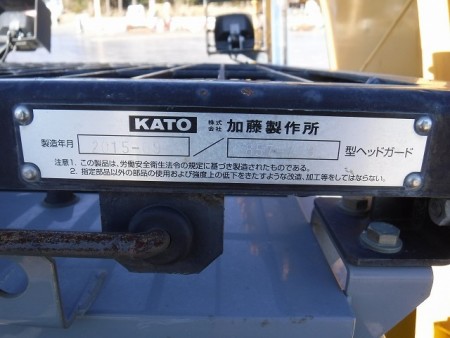 KATO 株式会社 加藤製作所
製造年月 2015- / 型ヘッドガード
注意1. この製品は、労働安全衛生法令の規定に基づき製造されたものである。
2. 指定部品以外の部品の使用および強度上の低下をきたすような改造、加工等をしてはならない。